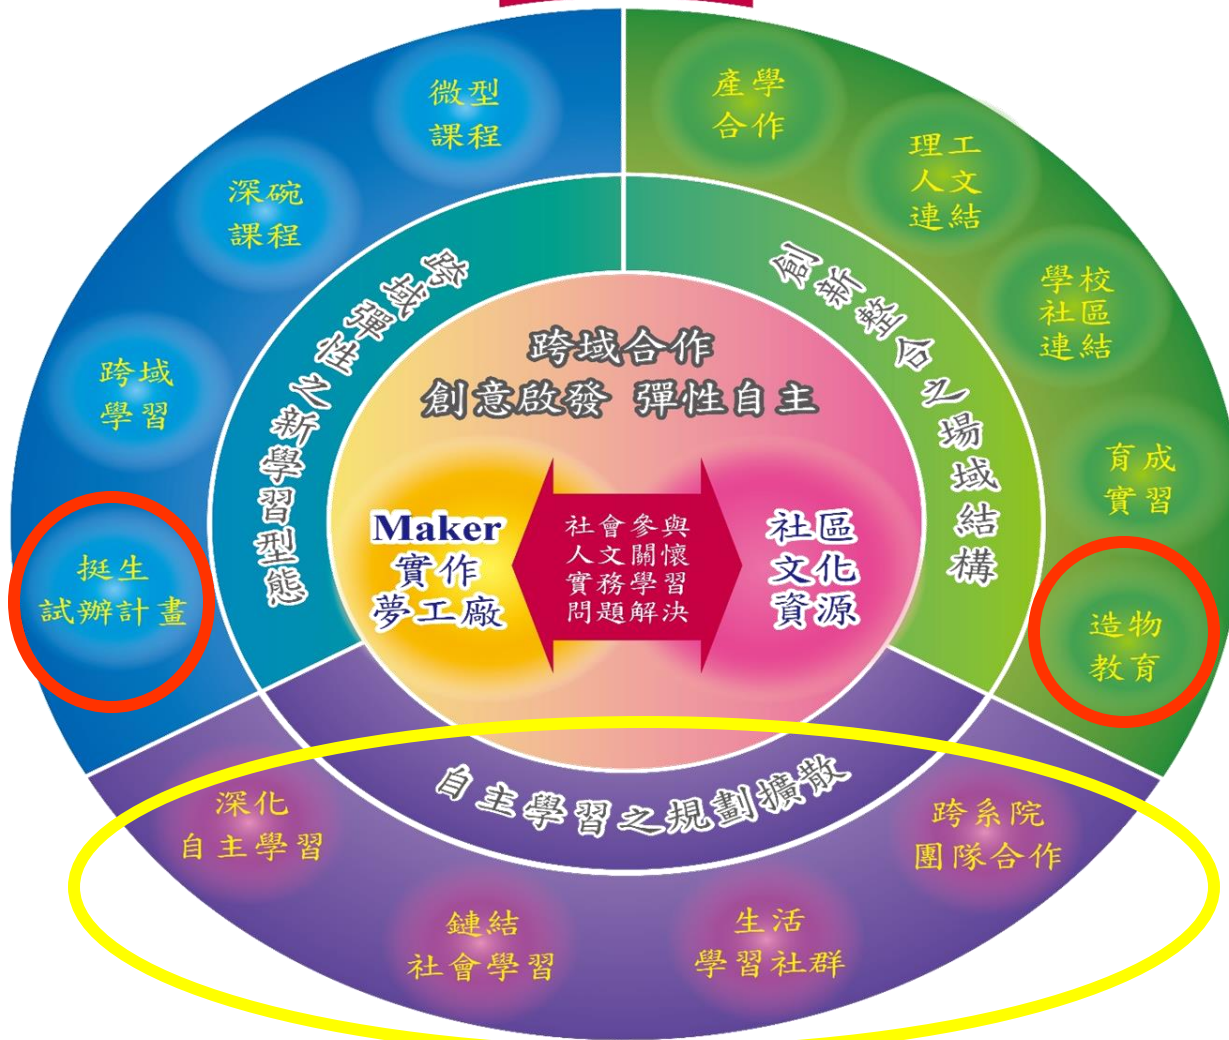 微型
課程
深碗
課程
跨域
學習
挺生
試辦計畫
跨域彈性之新學習型態
產學
合作
理工
人文
連結
學校
社區
連結
育成
實習
造物
教育
創新整合之場域結構
跨域合作
創意啟發 彈性自主
Maker
實作
夢工廠
社會參與
人文關懷
實務學習
問題解決
社區
文化
資源
自主學習之規劃擴散
深化
自主學習
鏈結
社會學習
生活
學習社群
跨系院
團隊合作